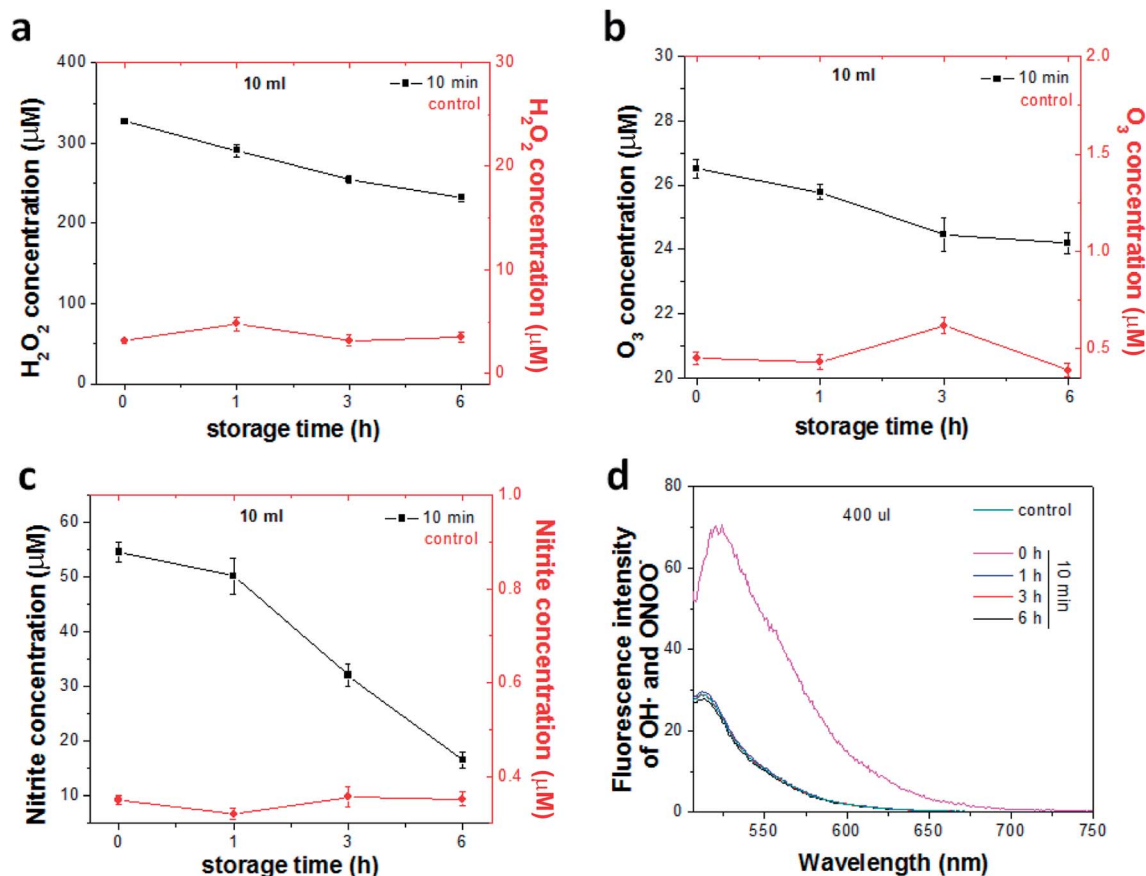 a
H₂O₂ concentration (μM)
400
300
200
100
50
0
10 ml
10 min
control
30
20
10
0
H₂O₂ concentration (μM)
0 1 3 6
storage time (h)
b
O₃ concentration (μM)
30
28
26
24
22
20
10 ml
10 min
control
2.0
1.5
1.0
0.5
O₃ concentration (μM)
0 1 3 6
storage time (h)
c
Nitrite concentration (μM)
60
50
40
30
20
15
10
10 ml
10 min
control
1.0
0.8
0.6
0.4
Nitrite concentration (μM)
0 1 3 6
storage time (h)
d
Fluorescence intensity
of OH· and ONOO⁻
80
70
60
50
40
30
20
10
0
400 ul
control
0 h
1 h
3 h
6 h
10 min
550 600 650 700 750
Wavelength (nm)